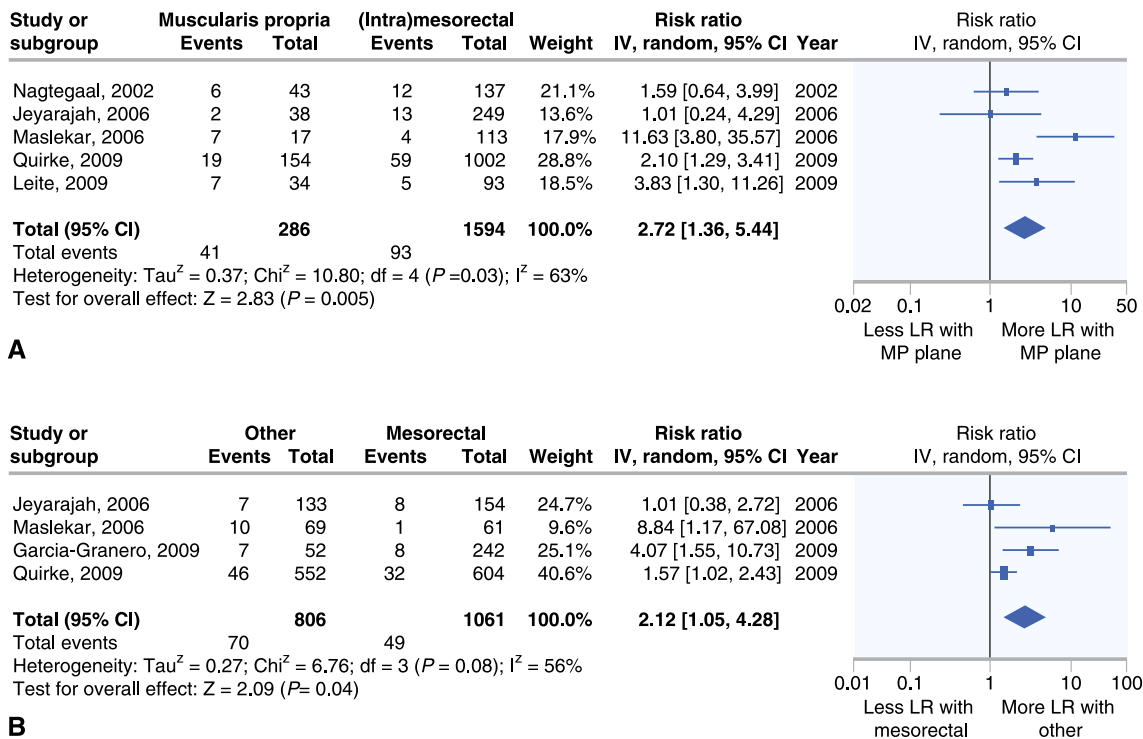 Study or Muscularis propria (Intra)mesorectal Risk ratio Risk ratio
subgroup Events Total Events Total Weight IV, random, 95% CI Year IV, random, 95% CI
Nagtegaal, 2002 6 43 12 137 21.1% 1.59 [0.64, 3.99] 2002
Jeyarajah, 2006 2 38 13 249 13.6% 1.01 [0.24, 4.29] 2006
Maslekar, 2006 7 17 4 113 17.9% 11.63 [3.80, 35.57] 2006
Quirke, 2009 19 154 59 1002 28.8% 2.10 [1.29, 3.41] 2009
Leite, 2009 7 34 5 93 18.5% 3.83 [1.30, 11.26] 2009
Total (95% CI) 286 1594 100.0% 2.72 [1.36, 5.44]
Total events 41 93
Heterogeneity: Tau^z = 0.37; Chi^z = 10.80; df = 4 (P =0.03); I^z = 63%
Test for overall effect: Z = 2.83 (P = 0.005)
0.02 0.1 1 10 50
Less LR with More LR with
MP plane MP plane
A
Study or Other Mesorectal Risk ratio Risk ratio
subgroup Events Total Events Total Weight IV, random, 95% CI Year IV, random, 95% CI
Jeyarajah, 2006 7 133 8 154 24.7% 1.01 [0.38, 2.72] 2006
Maslekar, 2006 10 69 1 61 9.6% 8.84 [1.17, 67.08] 2006
Garcia-Granero, 2009 7 52 8 242 25.1% 4.07 [1.55, 10.73] 2009
Quirke, 2009 46 552 32 604 40.6% 1.57 [1.02, 2.43] 2009
Total (95% CI) 806 1061 100.0% 2.12 [1.05, 4.28]
Total events 70 49
Heterogeneity: Tau^z = 0.27; Chi^z = 6.76; df = 3 (P = 0.08); I^z = 56%
Test for overall effect: Z = 2.09 (P= 0.04)
0.01 0.1 1 10 100
Less LR with More LR with
mesorectal other
B